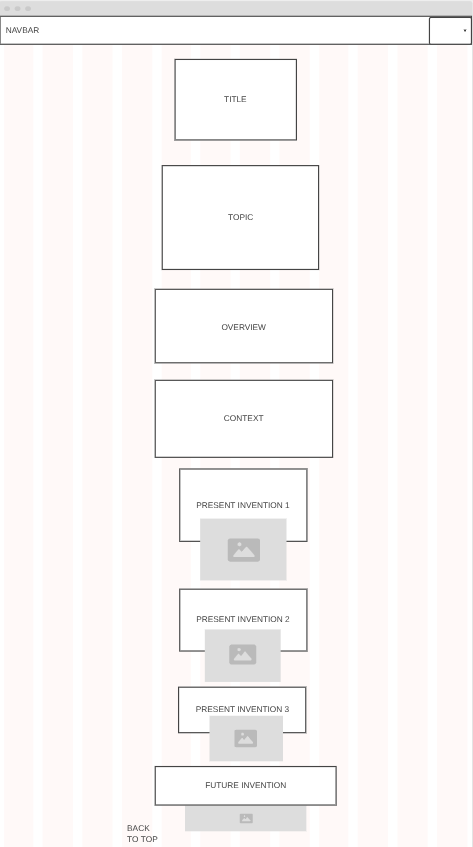 NAVBAR
TITLE
TOPIC
OVERVIEW
CONTEXT
PRESENT INVENTION 1
PRESENT INVENTION 2
PRESENT INVENTION 3
FUTURE INVENTION
BACK
TO TOP